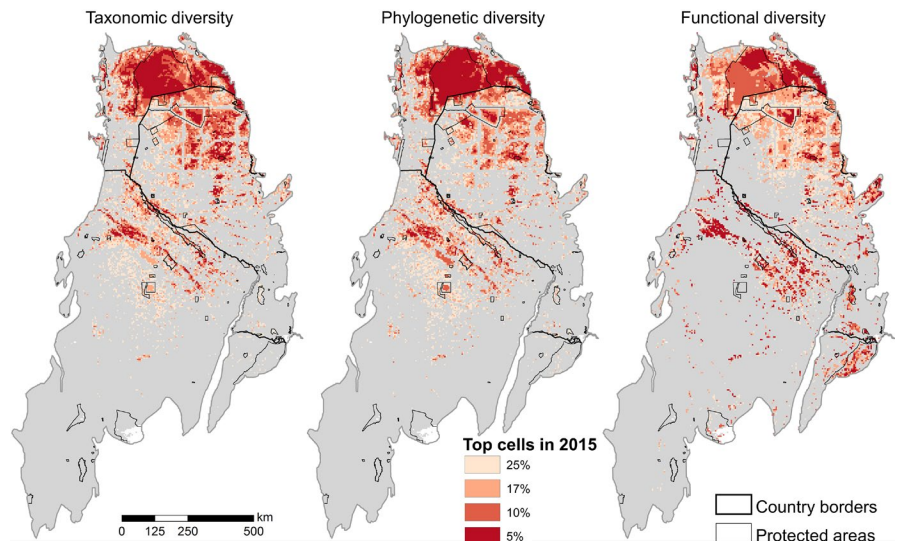 Taxonomic diversity
Phylogenetic diversity
Functional diversity
Top cells in 2015
25%
17%
10%
5%
km
0 125 250 500
Country borders
Protected areas